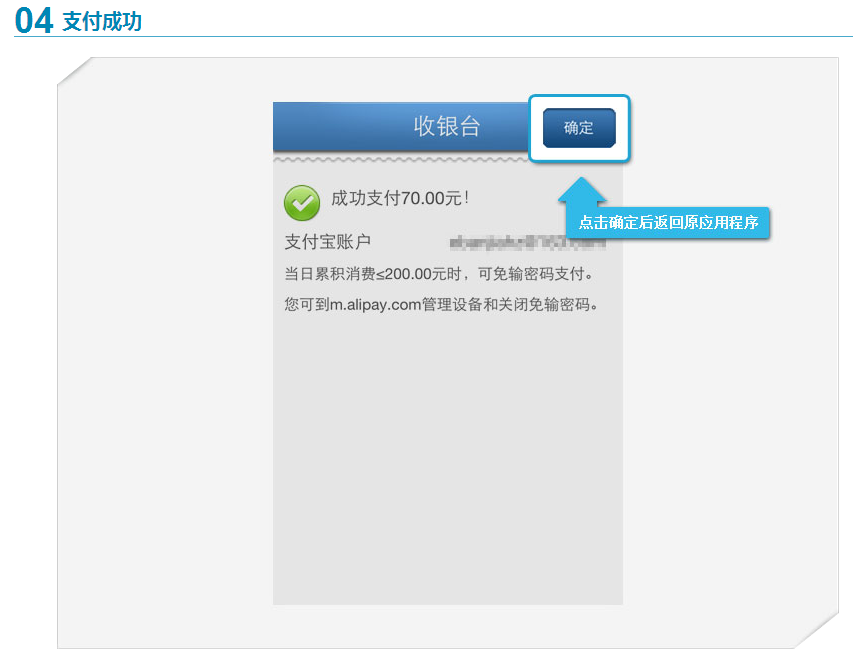 04 支付成功
收银台
确定
成功支付70.00元!
点击确定后返回原应用程序
支付宝账户
当日累积消费≤200.00元时，可免输密码支付。
您可到m.alipay.com管理设备和关闭免输密码。